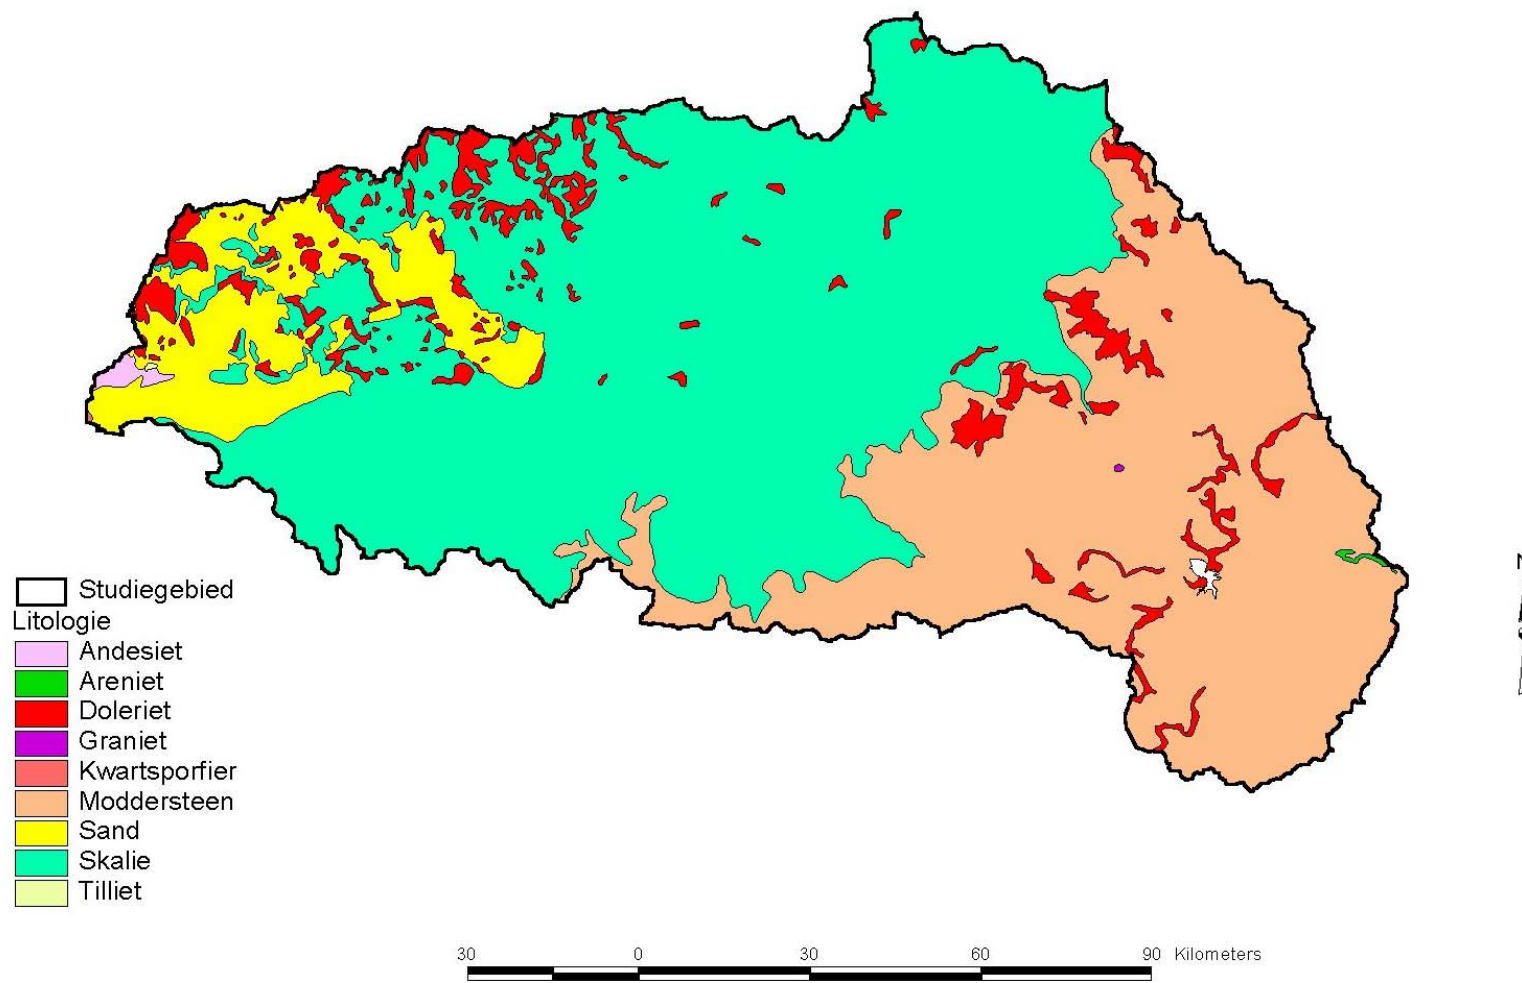 Studiegebied
Litologie
Andesiet
Areniet
Doleriet
Graniet
Kwartsporfier
Moddersteen
Sand
Skalie
Tilliet
30 0 30 60 90 Kilometers